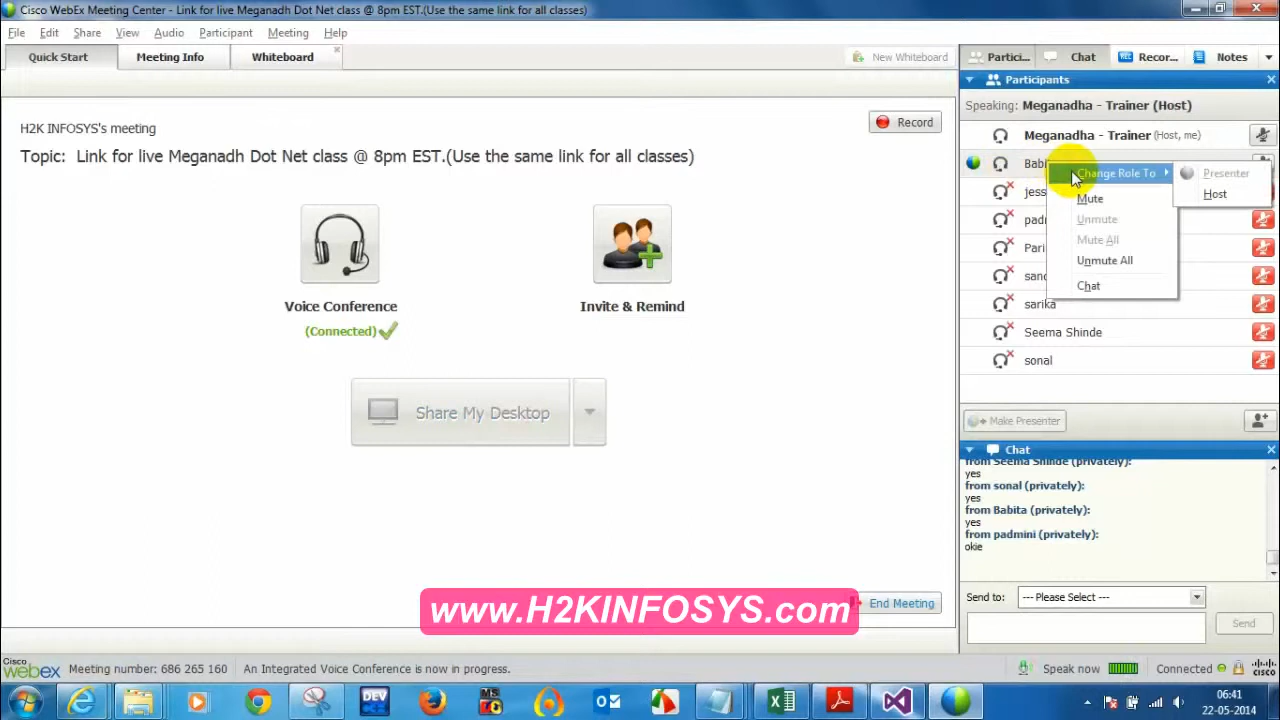 Cisco WebEx Meeting Center - Link for live Meganadh Dot Net class @ 8pm EST.(Use the same link for all classes)
File Edit Share View Audio Participant Meeting Help
Quick Start Meeting Info Whiteboard New Whiteboard
Partici... Chat Recor... Notes
Participants
Speaking: Meganadha - Trainer (Host)
H2K INFOSYS's meeting
Record
Meganadha - Trainer (Host, me)
Topic: Link for live Meganadh Dot Net class @ 8pm EST.(Use the same link for all classes)
Change Role To
Presenter
Host
Mute
Unmute
Mute All
Unmute All
Chat
sarika
Seema Shinde
sonal
Voice Conference
(Connected)
Invite & Remind
Share My Desktop
Make Presenter
Chat
from Seema Shinde (privately):
yes
from sonal (privately):
yes
from Babita (privately):
yes
from padmini (privately):
okie
Send to: --- Please Select ---
Send
www.H2KINFOSYS.com
End Meeting
Cisco
webex
Meeting number: 686 265 160 An Integrated Voice Conference is now in progress.
Speak now
Connected
cisco
DEV
MS
06:41
22-05-2014